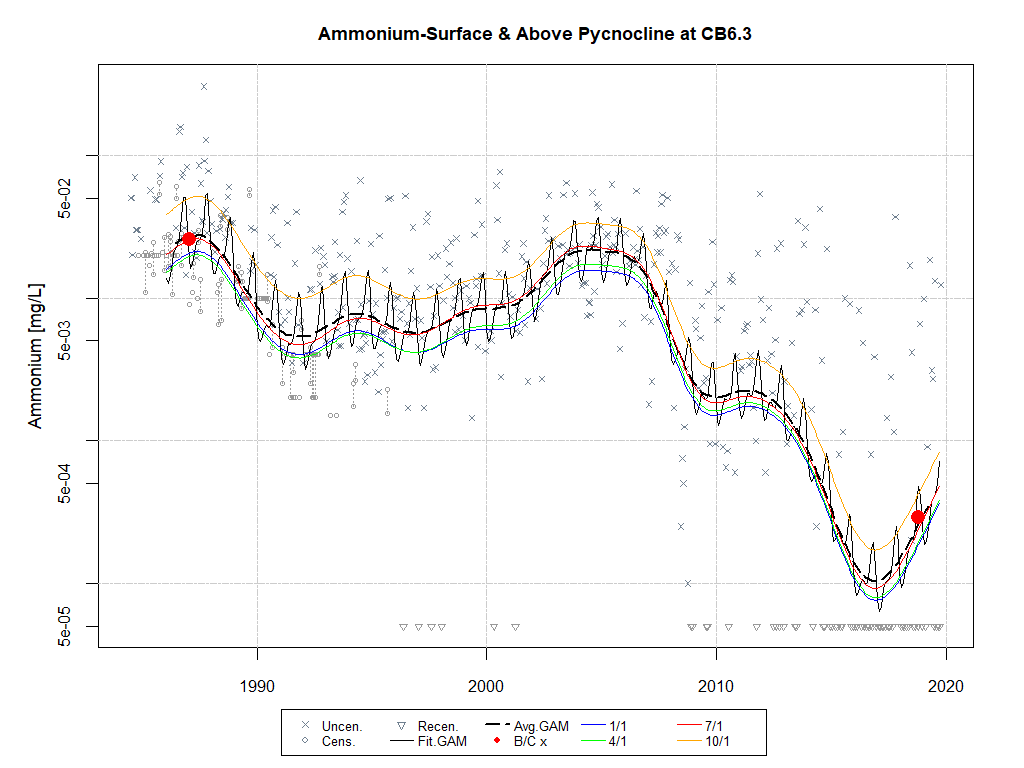 Ammonium-Surface & Above Pycnocline at CB6.3
Ammonium [mg/L]
5e-02
5e-03
5e-04
5e-05
1990 2000 2010 2020
Uncen. Recen. Avg.GAM 1/1 7/1
Cens. Fit.GAM B/C x 4/1 10/1